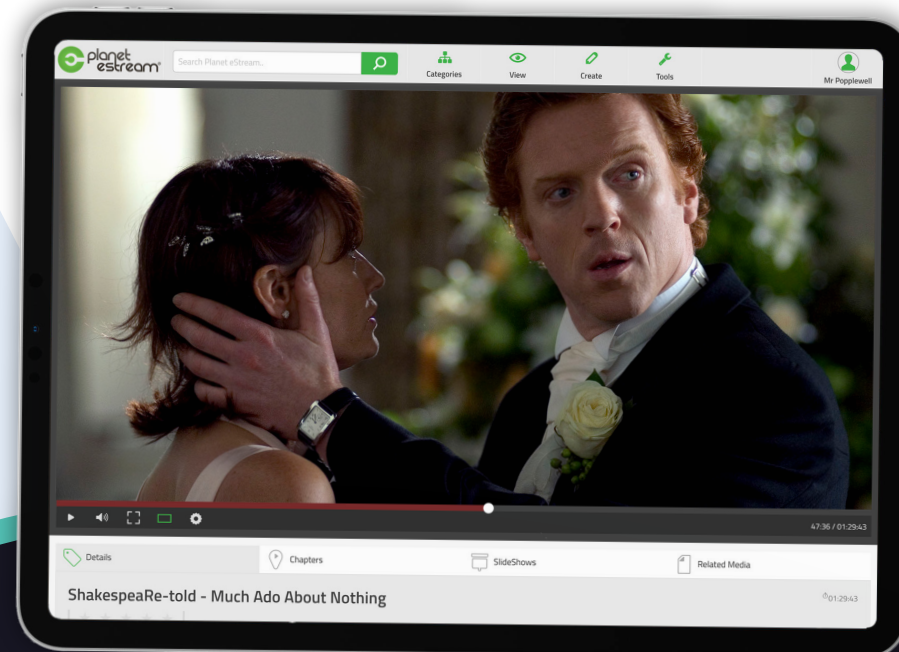 planet
estream
Search Planet eStream..
Categories
View
Create
Tools
Mr Popplewell
47:36 / 01:29:43
Details
Chapters
SlideShows
Related Media
ShakespeaRe-told - Much Ado About Nothing
01:29:43